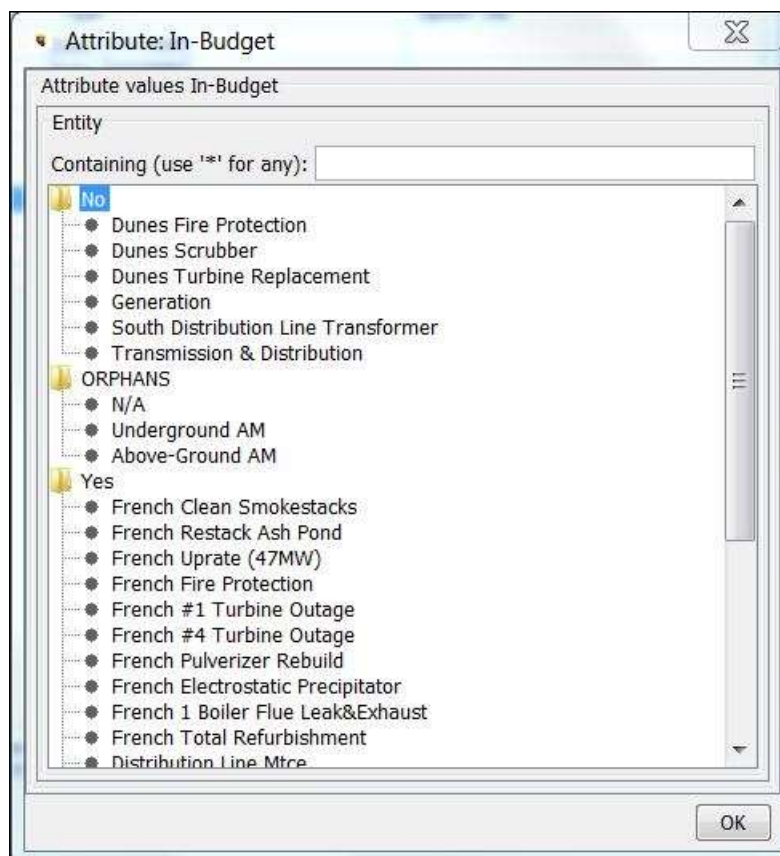 Attribute: In-Budget
Attribute values In-Budget
Entity
Containing (use '*' for any):
No
Dunes Fire Protection
Dunes Scrubber
Dunes Turbine Replacement
Generation
South Distribution Line Transformer
Transmission & Distribution
ORPHANS
N/A
Underground AM
Above-Ground AM
Yes
French Clean Smokestacks
French Restack Ash Pond
French Uprate (47MW)
French Fire Protection
French #1 Turbine Outage
French #4 Turbine Outage
French Pulverizer Rebuild
French Electrostatic Precipitator
French 1 Boiler Flue Leak&Exhaust
French Total Refurbishment
Distribution Line Mtce
OK